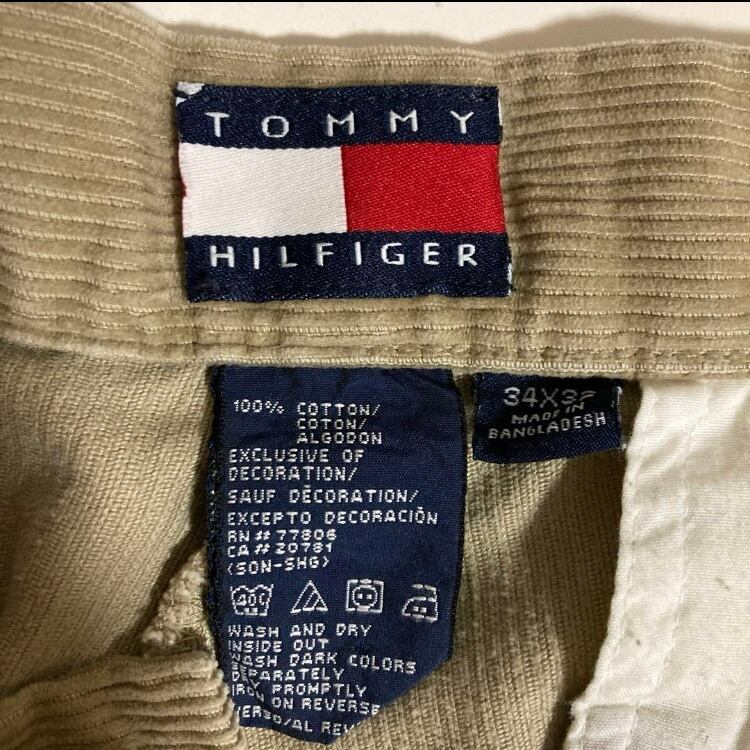 TOMMY
HILFIGER
100% COTTON/
COTON/
ALGODON
EXCLUSIVE OF
DECORATION/
SAUF DÉCORATION/
EXCEPTO DECORACIÓN
RN# 77806
CA# 20781
(SON-SHG)
40C
WASH AND DRY
INSIDE OUT
WASH DARK COLORS
IRON PROMPTLY
ON REVERSE
MADE IN
BANGLADESH